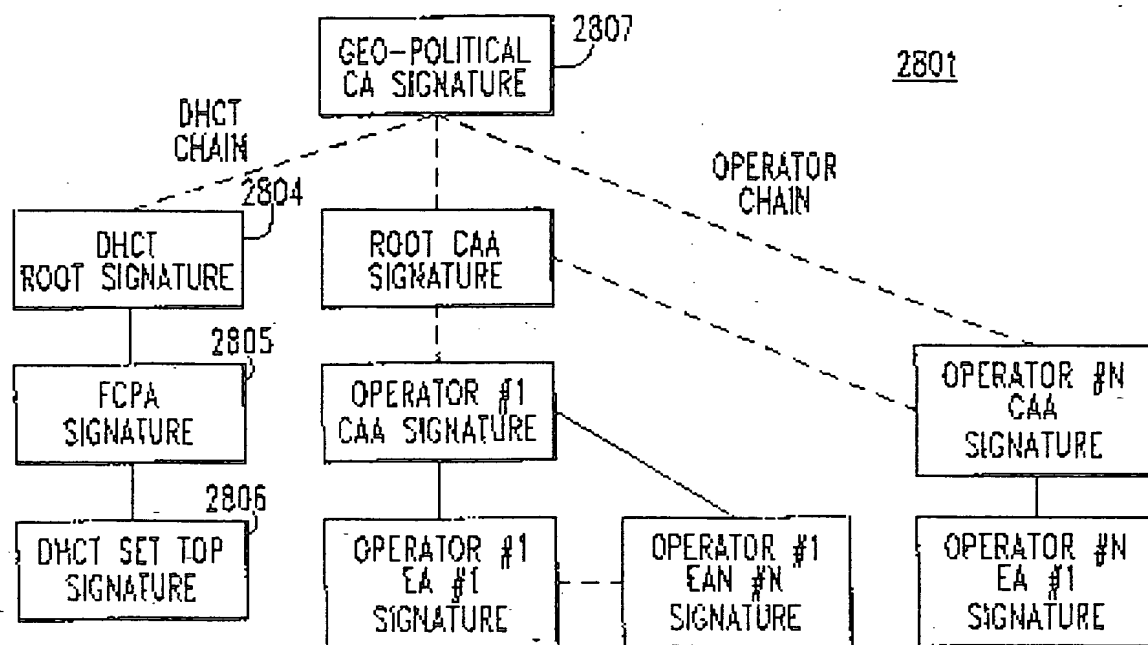 2807
GEO-POLITICAL
CA SIGNATURE
2801
DHCT
CHAIN
OPERATOR
CHAIN
2804
DHCT
ROOT SIGNATURE
ROOT CAA
SIGNATURE
2805
FCPA
SIGNATURE
OPERATOR #1
CAA SIGNATURE
OPERATOR #N
CAA
SIGNATURE
2806
DHCT SET TOP
SIGNATURE
OPERATOR #1
EA #1
SIGNATURE
OPERATOR #1
EAN #N
SIGNATURE
OPERATOR #N
EA #1
SIGNATURE